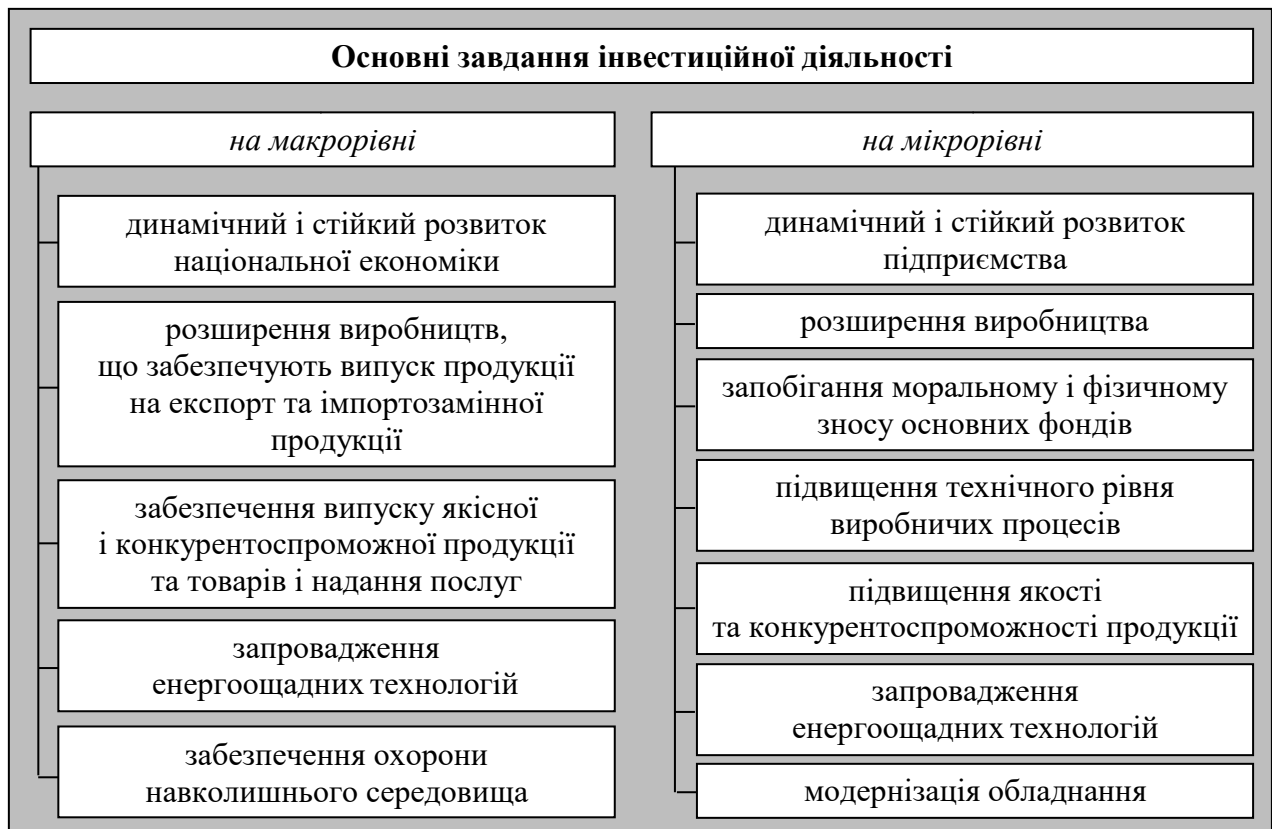 Основні завдання інвестиційної діяльності
на макрорівні
динамічний і стійкий розвиток
національної економіки
розширення виробництв,
що забезпечують випуск продукції
на експорт та імпортозамінної
продукції
забезпечення випуску якісної
і конкурентоспроможної продукції
та товарів і надання послуг
запровадження
енергоощадних технологій
забезпечення охорони
навколишнього середовища
на мікрорівні
динамічний і стійкий розвиток
підприємства
розширення виробництва
запобігання моральному і фізичному
зносу основних фондів
підвищення технічного рівня
виробничих процесів
підвищення якості
та конкурентоспроможності продукції
запровадження
енергоощадних технологій
модернізація обладнання